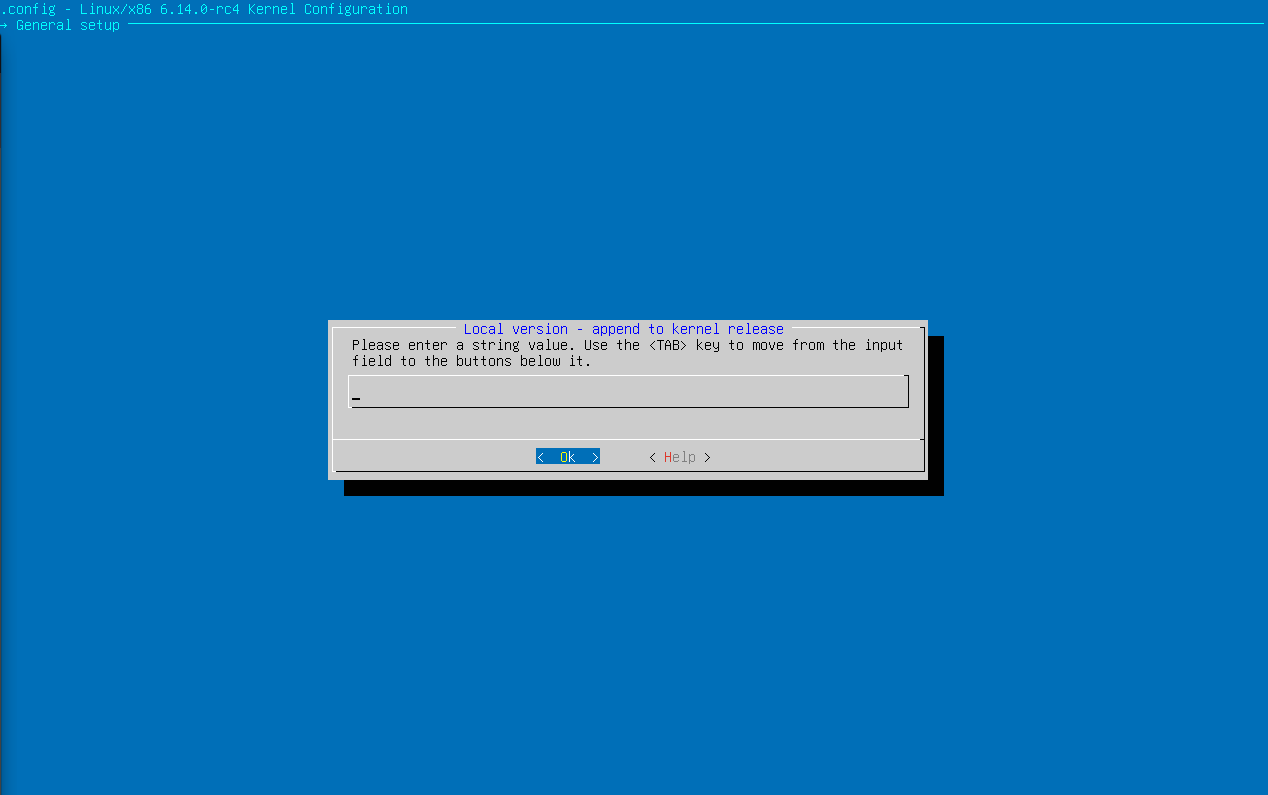 .config - Linux/x86 6.14.0-rc4 Kernel Configuration
→ General setup
Local version - append to kernel release
Please enter a string value. Use the <TAB> key to move from the input
field to the buttons below it.
< Ok > < Help >